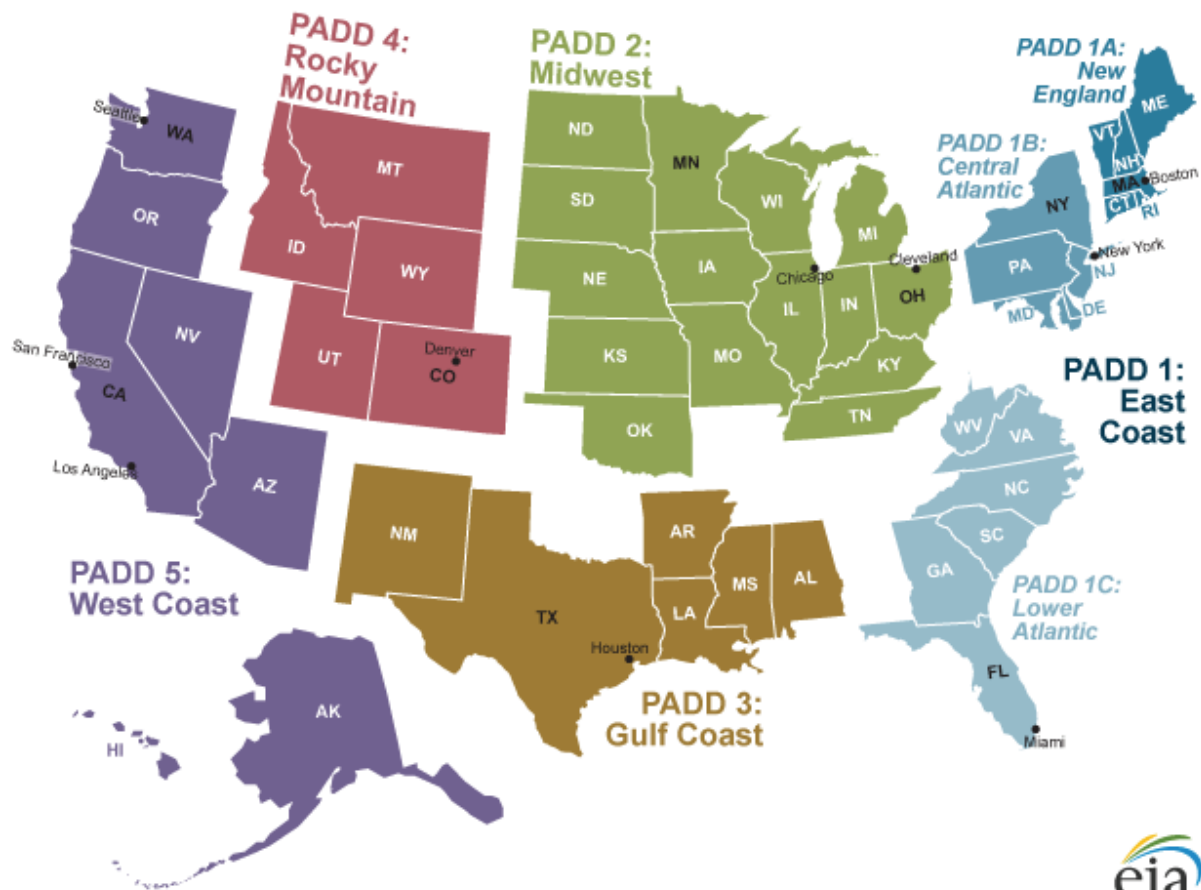 PADD 4:
Rocky
Mountain
PADD 2:
Midwest
PADD 1A:
New
England
PADD 1B:
Central
Atlantic
PADD 1:
East
Coast
PADD 1C:
Lower
Atlantic
PADD 5:
West Coast
PADD 3:
Gulf Coast
Seattle
WA
OR
San Francisco
CA
NV
Los Angeles
AZ
AK
HI
MT
ID
WY
UT
Denver
CO
ND
SD
NE
KS
OK
MN
IA
MO
WI
Chicago
IL
MI
IN
Cleveland
OH
KY
TN
ME
VT
NH
MA
Boston
CT
RI
NY
New York
PA
NJ
MD
DE
WV
VA
NC
SC
GA
FL
Miami
NM
TX
Houston
AR
LA
MS
AL
eia